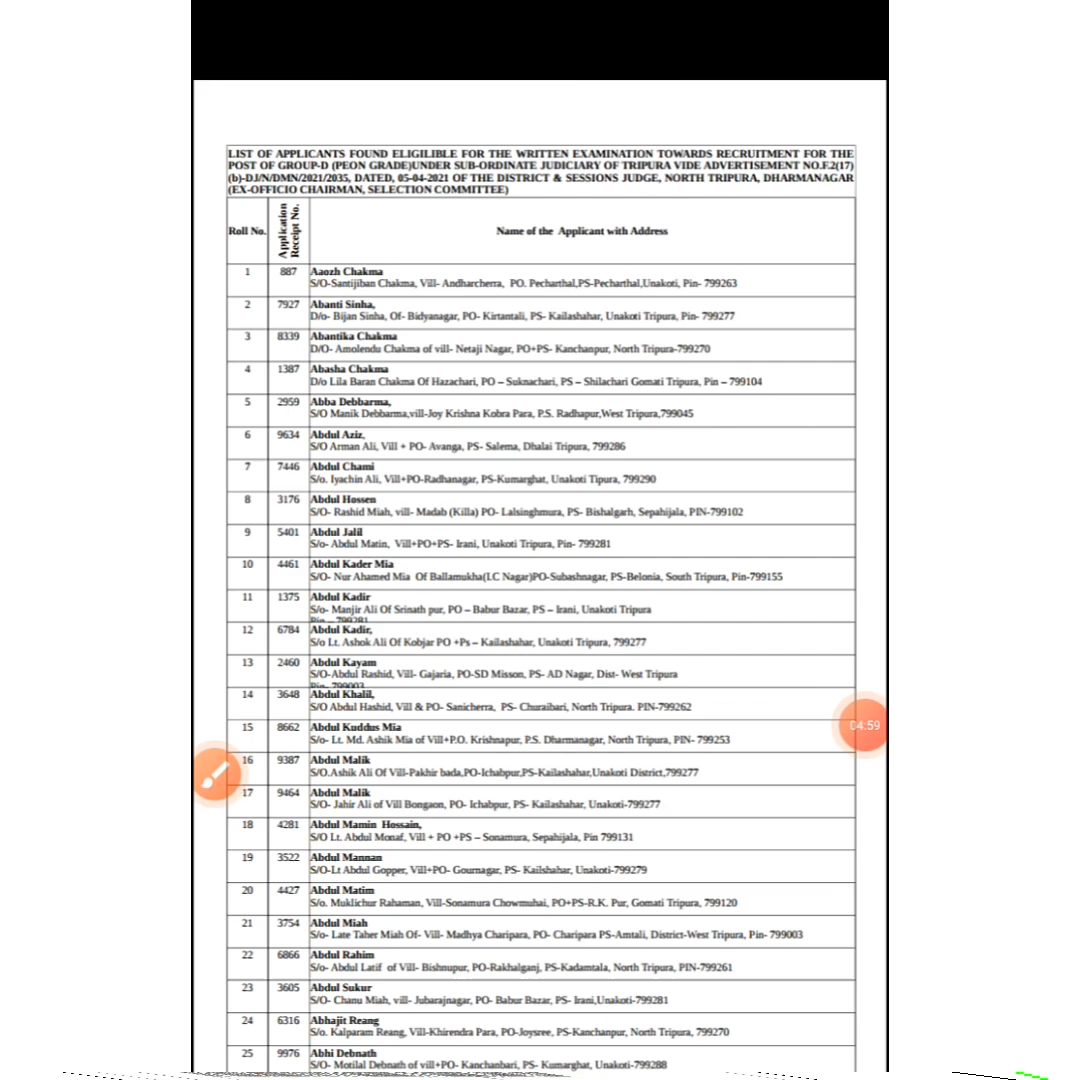 LIST OF APPLICANTS FOUND ELIGILIBLE FOR THE WRITTEN EXAMINATION TOWARDS RECRUITMENT FOR THE
POST OF GROUP-D (PEON GRADE)UNDER SUB-ORDINATE JUDICIARY OF TRIPURA VIDE ADVERTISEMENT NO.F.2(17)
(b)-DJ/N/DMN/2021/2035, DATED, 05-04-2021 OF THE DISTRICT & SESSIONS JUDGE, NORTH TRIPURA, DHARMANAGAR
(EX-OFFICIO CHAIRMAN, SELECTION COMMITTEE)
Roll No. Application Receipt No. Name of the Applicant with Address
1 887 Aaozh Chakma
S/O-Santijiban Chakma, Vill- Andharcherra, PO. Pecharthal,PS-Pecharthal,Unakoti, Pin- 799263
2 7927 Abanti Sinha,
D/o- Bijan Sinha, Of- Bidyanagar, PO- Kirtantali, PS- Kailashahar, Unakoti Tripura, Pin- 799277
3 8339 Abantika Chakma
D/O- Amolendu Chakma of vill- Netaji Nagar, PO+PS- Kanchanpur, North Tripura-799270
4 1387 Abasha Chakma
D/o Lila Baran Chakma Of Hazachari, PO – Suknachari, PS – Shilachari Gomati Tripura, Pin – 799104
5 2959 Abba Debbarma,
S/O Manik Debbarma,vill-Joy Krishna Kobra Para, P.S. Radhapur,West Tripura,799045
6 9634 Abdul Aziz,
S/O Arman Ali, Vill + PO- Avanga, PS- Salema, Dhalai Tripura, 799286
7 7446 Abdul Chami
S/o. Iyachin Ali, Vill+PO-Radhanagar, PS-Kumarghat, Unakoti Tipura, 799290
8 3176 Abdul Hossen
S/O- Rashid Miah, vill- Madab (Killa) PO- Lalsinghmura, PS- Bishalgarh, Sepahijala, PIN-799102
9 5401 Abdul Jalil
S/o- Abdul Matin, Vill+PO+PS- Irani, Unakoti Tripura, Pin- 799281
10 4461 Abdul Kader Mia
S/O- Nur Ahamed Mia Of Ballamukha(I.C Nagar)PO-Subashnagar, PS-Belonia, South Tripura, Pin-799155
11 1375 Abdul Kadir
S/o- Manjir Ali Of Srinath pur, PO – Babur Bazar, PS – Irani, Unakoti Tripura
Pin – 799281
12 6784 Abdul Kadir,
S/o Lt. Ashok Ali Of Kobjar PO +Ps – Kailashahar, Unakoti Tripura, 799277
13 2460 Abdul Kayam
S/O-Abdul Rashid, Vill- Gajaria, PO-SD Misson, PS- AD Nagar, Dist- West Tripura
Pin- 799003
14 3648 Abdul Khalil,
S/O Abdul Hashid, Vill & PO- Sanicherra, PS- Churaibari, North Tripura. PIN-799262
15 8662 Abdul Kuddus Mia
S/o- Lt. Md. Ashik Mia of Vill+P.O. Krishnapur, P.S. Dharmanagar, North Tripura, PIN- 799253
04:59
16 9387 Abdul Malik
S/O.Ashik Ali Of Vill-Pakhir bada,PO-Ichabpur,PS-Kailashahar,Unakoti District,799277
17 9464 Abdul Malik
S/O- Jahir Ali of Vill Bongaon, PO- Ichabpur, PS- Kailashahar, Unakoti-799277
18 4281 Abdul Mamin Hossain,
S/O Lt. Abdul Monaf, Vill + PO +PS – Sonamura, Sepahijala, Pin 799131
19 3522 Abdul Mannan
S/O-Lt Abdul Gopper, Vill+PO- Gournagar, PS- Kailshahar, Unakoti-799279
20 4427 Abdul Matim
S/o. Muklichur Rahaman, Vill-Sonamura Chowmuhai, PO+PS-R.K. Pur, Gomati Tripura, 799120
21 3754 Abdul Miah
S/o- Late Taher Miah Of- Vill- Madhya Charipara, PO- Charipara PS-Amtali, District-West Tripura, Pin- 799003
22 6866 Abdul Rahim
S/o- Abdul Latif of Vill- Bishnupur, PO-Rakhalganj, PS-Kadamtala, North Tripura, PIN-799261
23 3605 Abdul Sukur
S/O- Chanu Miah, vill- Jubarajnagar, PO- Babur Bazar, PS- Irani,Unakoti-799281
24 6316 Abhajit Reang
S/o. Kalparam Reang, Vill-Khirendra Para, PO-Joysree, PS-Kanchanpur, North Tripura, 799270
25 9976 Abhi Debnath
S/O- Motilal Debnath of vill+PO- Kanchanbari, PS- Kumarghat, Unakoti-799288